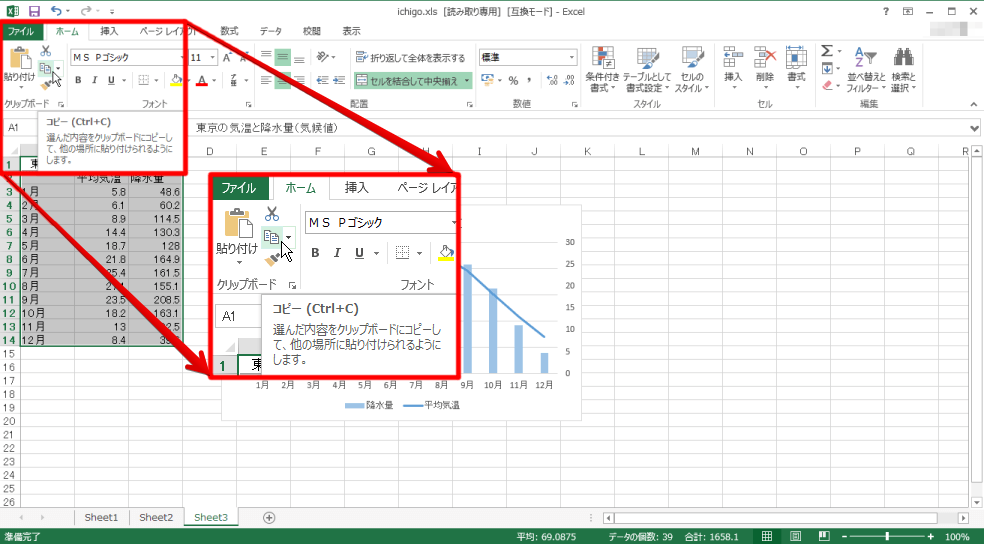 ichigo.xls [読み取り専用] [互換モード] - Excel
ファイル ホーム 挿入 ページ レイアウト 数式 データ 校閲 表示
貼り付け
クリップボード
ＭＳ Ｐゴシック 11
B I U
フォント
折り返して全体を表示する
セルを結合して中央揃え
配置
標準
数値
条件付き
書式
テーブルとして
書式設定
セルの
スタイル
スタイル
挿入 削除 書式
セル
並べ替えと
フィルター
検索と
選択
編集
A1 東京の気温と降水量(気候値)
コピー (Ctrl+C)
選んだ内容をクリップボードにコピーし
て、他の場所に貼り付けられるように
します。
D E F G H I J K L M N O P Q R
1 東
平均気温 降水量
3 1月 5.8 48.6
4 2月 6.1 60.2
5 3月 8.9 114.5
6 4月 14.4 130.3
7 5月 18.7 128
8 6月 21.8 164.9
9 7月 25.4 161.5
10 8月 155.1
11 9月 23.5 208.5
12 10月 18.2 163.1
13 11月 13
14 12月 8.4
15
16
17
18
19
20
21
22
23
24
25
26
ファイル ホーム 挿入 ページ レイア
貼り付け
クリップボード
ＭＳ Ｐゴシック
B I U
フォント
A1
コピー (Ctrl+C)
選んだ内容をクリップボードにコピーし
て、他の場所に貼り付けられるように
します。
1 東
30
25
20
15
10
5
0
1月 2月 3月 4月 5月 6月 7月 8月 9月 10月 11月 12月
降水量 平均気温
Sheet1 Sheet2 Sheet3
準備完了 平均: 69.0875 データの個数: 39 合計: 1658.1 100%